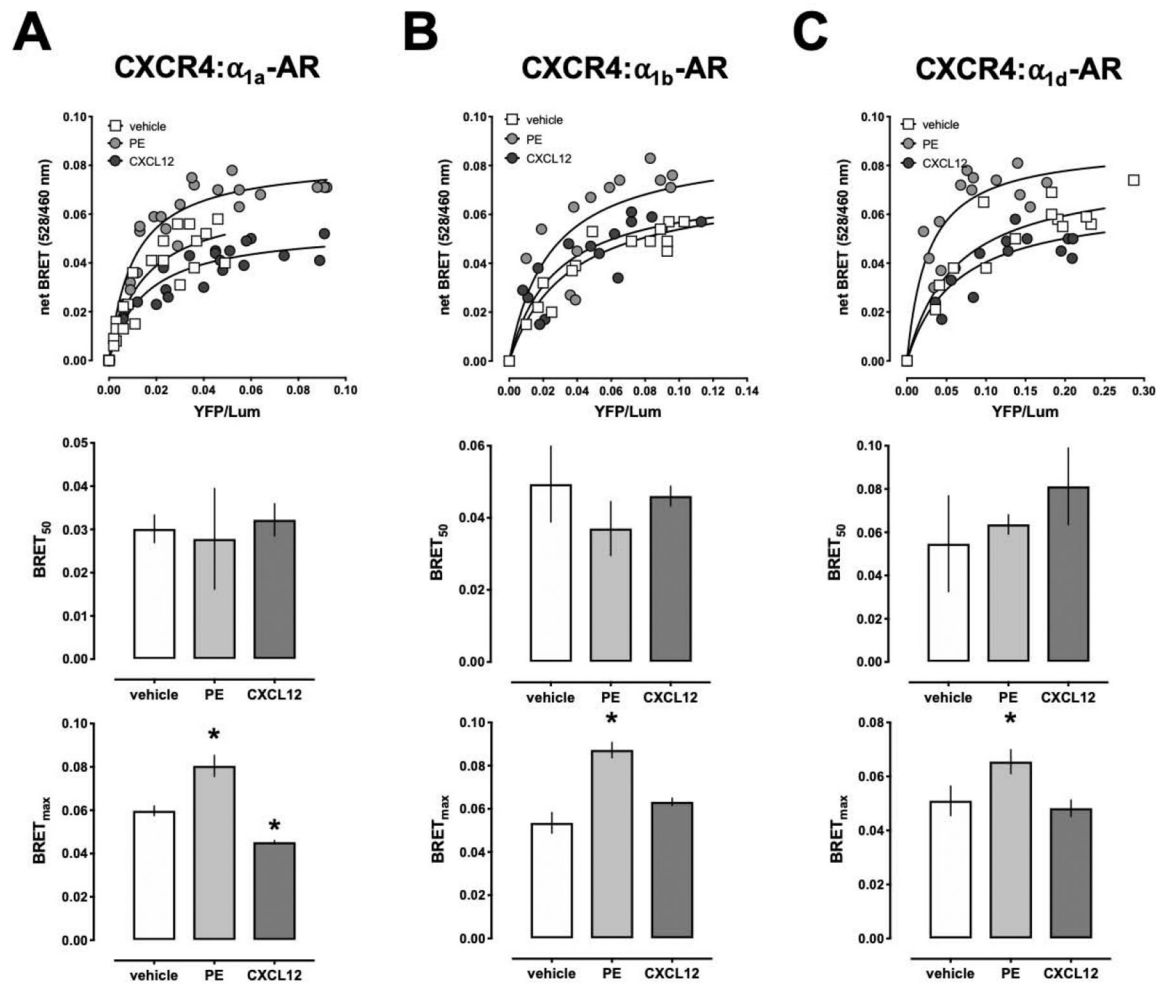 A
CXCR4:α1a-AR
net BRET (528/460 nm)
0.10
0.08
0.06
0.04
0.02
0.00
vehicle
PE
CXCL12
0.00 0.02 0.04 0.06 0.08 0.10
YFP/Lum
BRET50
0.05
0.04
0.03
0.02
0.01
0.00
vehicle PE CXCL12
BRETmax
0.10
0.08
0.06
0.04
0.02
0.00
*
*
vehicle PE CXCL12
B
CXCR4:α1b-AR
net BRET (528/460 nm)
0.10
0.08
0.06
0.04
0.02
0.00
vehicle
PE
CXCL12
0.00 0.02 0.04 0.06 0.08 0.10 0.12 0.14
YFP/Lum
BRET50
0.06
0.04
0.02
0.00
vehicle PE CXCL12
BRETmax
0.10
0.08
0.06
0.04
0.02
0.00
*
vehicle PE CXCL12
C
CXCR4:α1d-AR
net BRET (528/460 nm)
0.10
0.08
0.06
0.04
0.02
0.00
vehicle
PE
CXCL12
0.00 0.05 0.10 0.15 0.20 0.25 0.30
YFP/Lum
BRET50
0.10
0.08
0.06
0.04
0.02
0.00
vehicle PE CXCL12
BRETmax
0.08
0.06
0.04
0.02
0.00
*
vehicle PE CXCL12